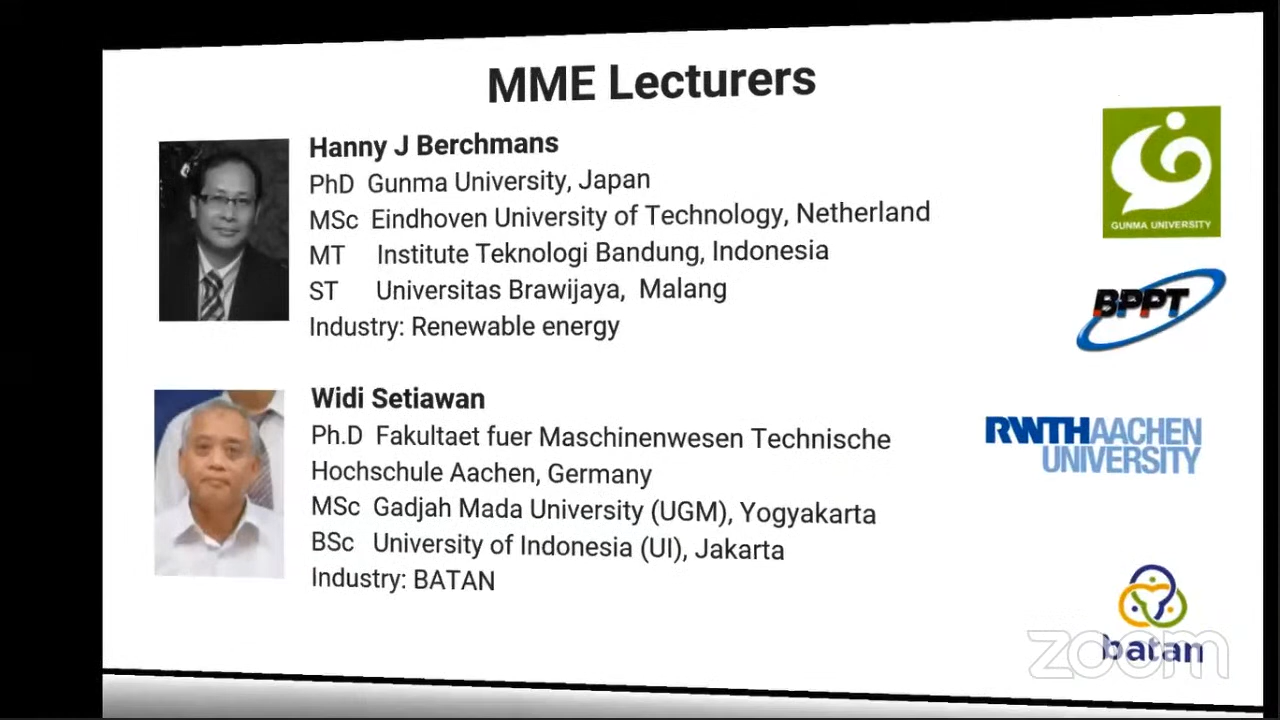 MME Lecturers
Hanny J Berchmans
PhD Gunma University, Japan
MSc Eindhoven University of Technology, Netherland
MT Institute Teknologi Bandung, Indonesia
ST Universitas Brawijaya, Malang
Industry: Renewable energy
GUNMA UNIVERSITY
BPPT
Widi Setiawan
Ph.D Fakultaet fuer Maschinenwesen Technische
Hochschule Aachen, Germany
MSc Gadjah Mada University (UGM), Yogyakarta
BSc University of Indonesia (UI), Jakarta
Industry: BATAN
RWTHAACHEN
UNIVERSITY
batan
zoom